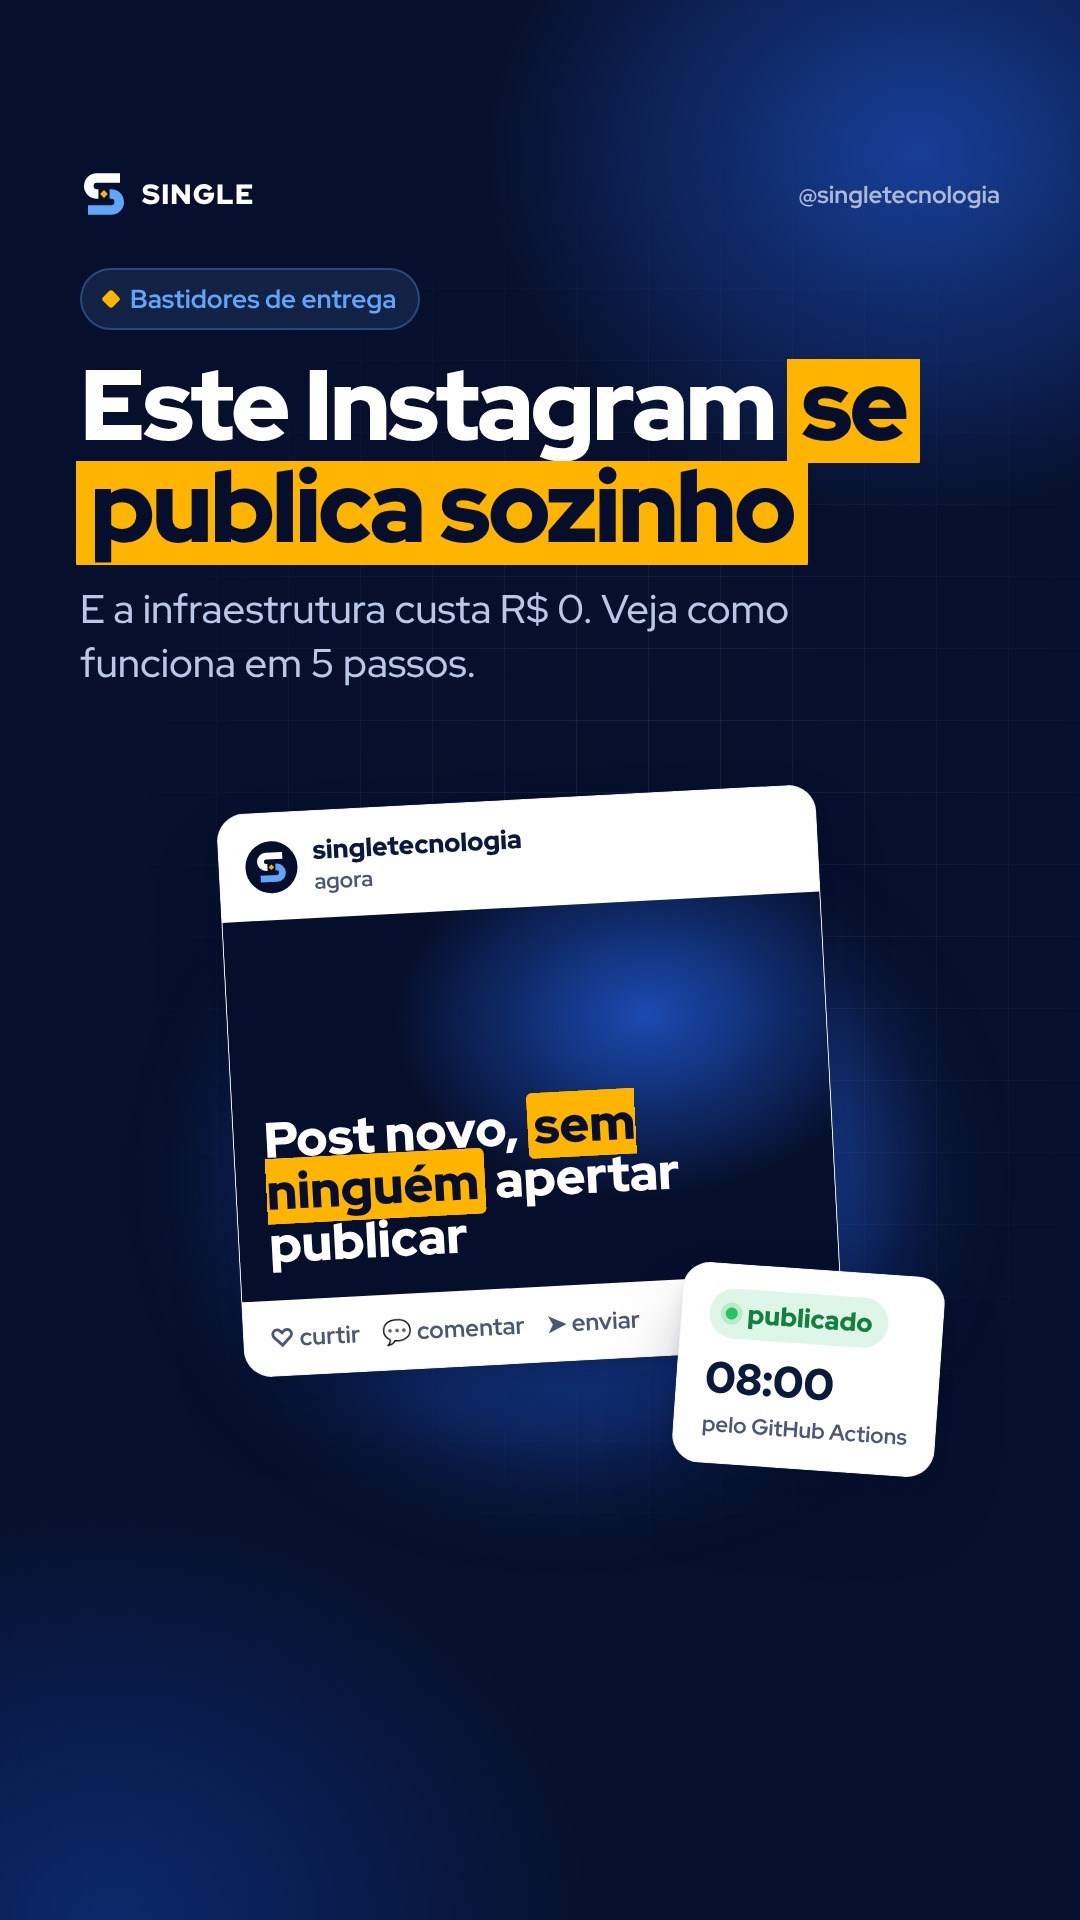 SINGLE
@singletecnologia
Bastidores de entrega
Este Instagram se
publica sozinho
E a infraestrutura custa R$ 0. Veja como
funciona em 5 passos.
singletecnologia
agora
Post novo, sem
ninguém apertar
publicar
curtir comentar enviar
publicado
08:00
pelo GitHub Actions